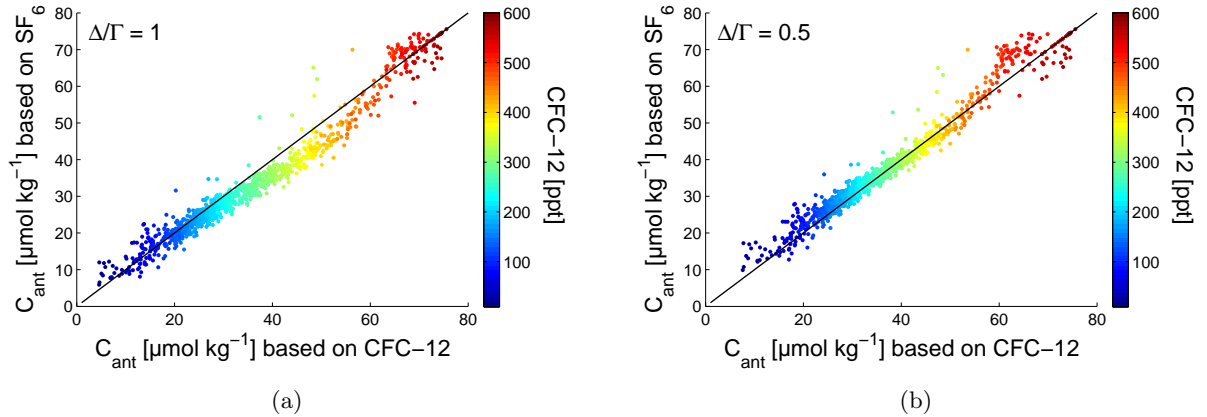 Δ/Γ = 1
C_ant [µmol kg⁻¹] based on SF₆
80
70
60
50
40
30
20
10
0
0 20 40 60 80
C_ant [µmol kg⁻¹] based on CFC−12
600
500
400
300
200
100
CFC−12 [ppt]
(a)
Δ/Γ = 0.5
C_ant [µmol kg⁻¹] based on SF₆
80
70
60
50
40
30
20
10
0
0 20 40 60 80
C_ant [µmol kg⁻¹] based on CFC−12
600
500
400
300
200
100
CFC−12 [ppt]
(b)